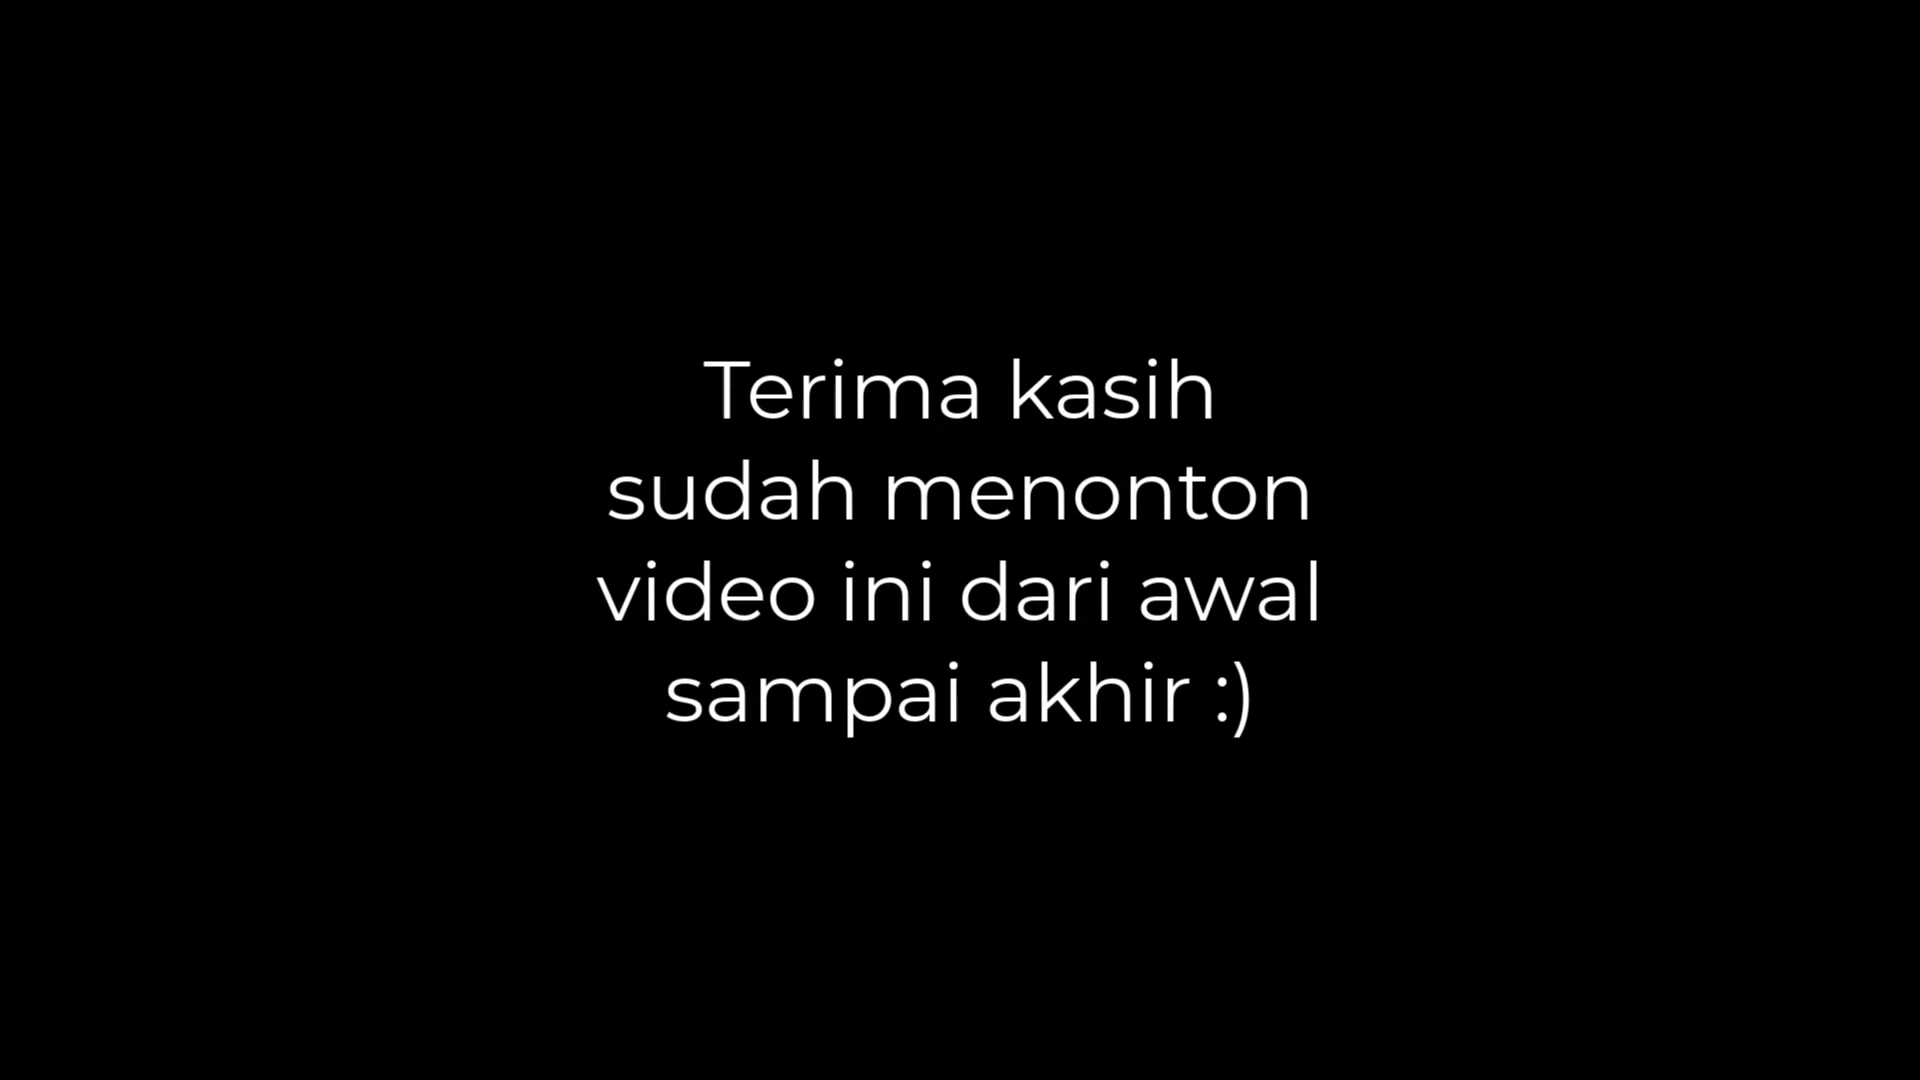 Terima kasih
sudah menonton
video ini dari awal
sampai akhir :)